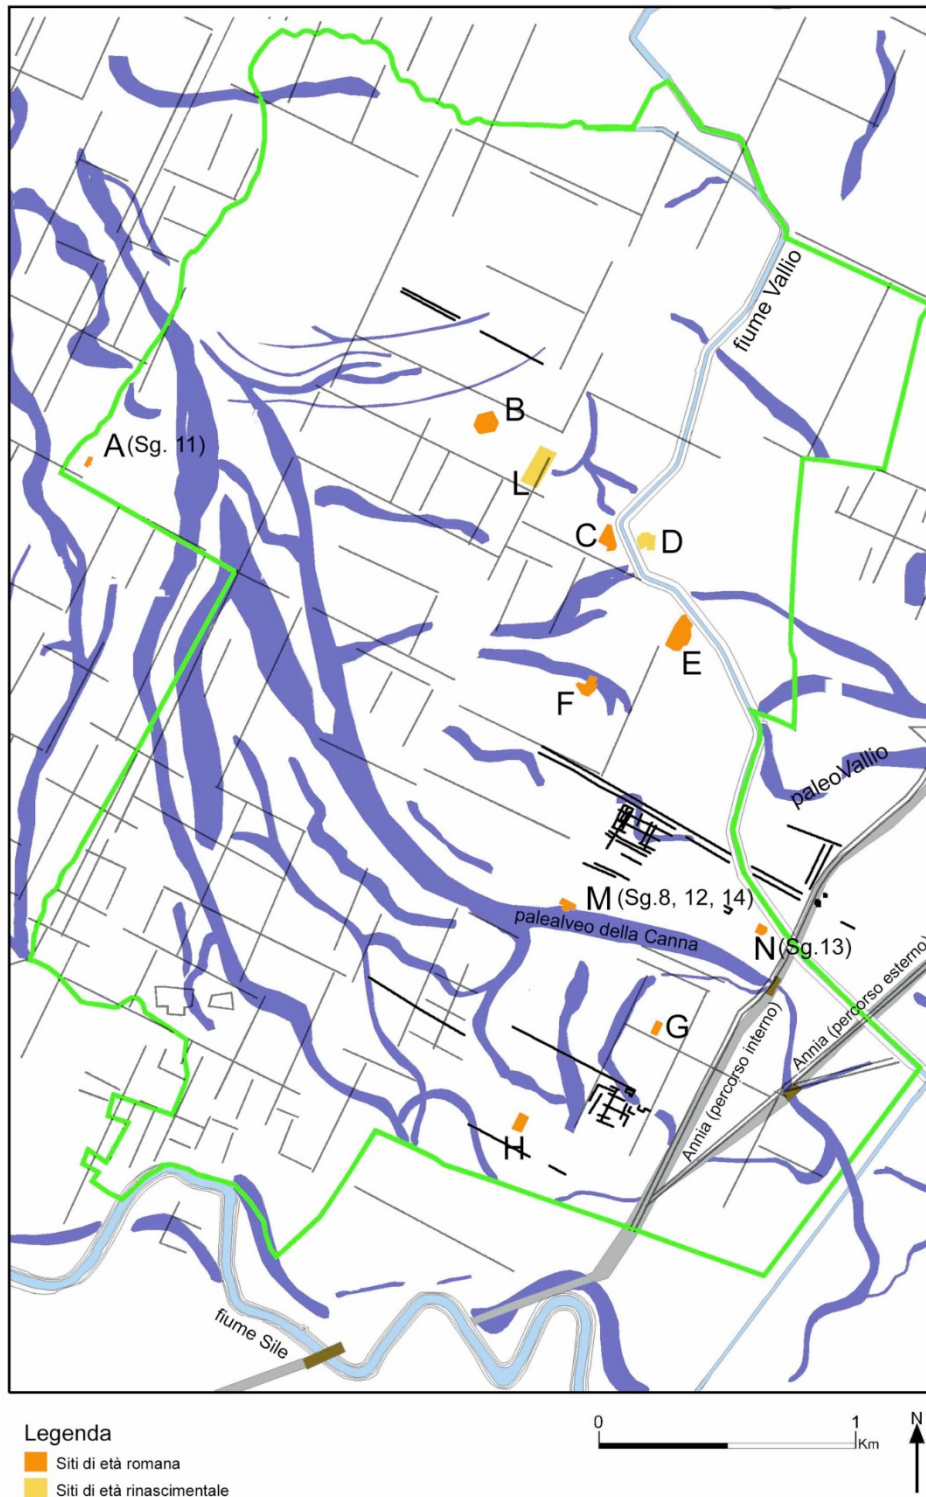 fiume Vallio
B
A (Sg. 11)
L
C
D
E
F
paleoVallio
M (Sg.8, 12, 14)
palealveo della Canna
N (Sg.13)
G
Annia (percorso interno)
Annia (percorso esterno)
H
fiume Sile
Legenda
Siti di età romana
Siti di età rinascimentale
0 1
Km
N